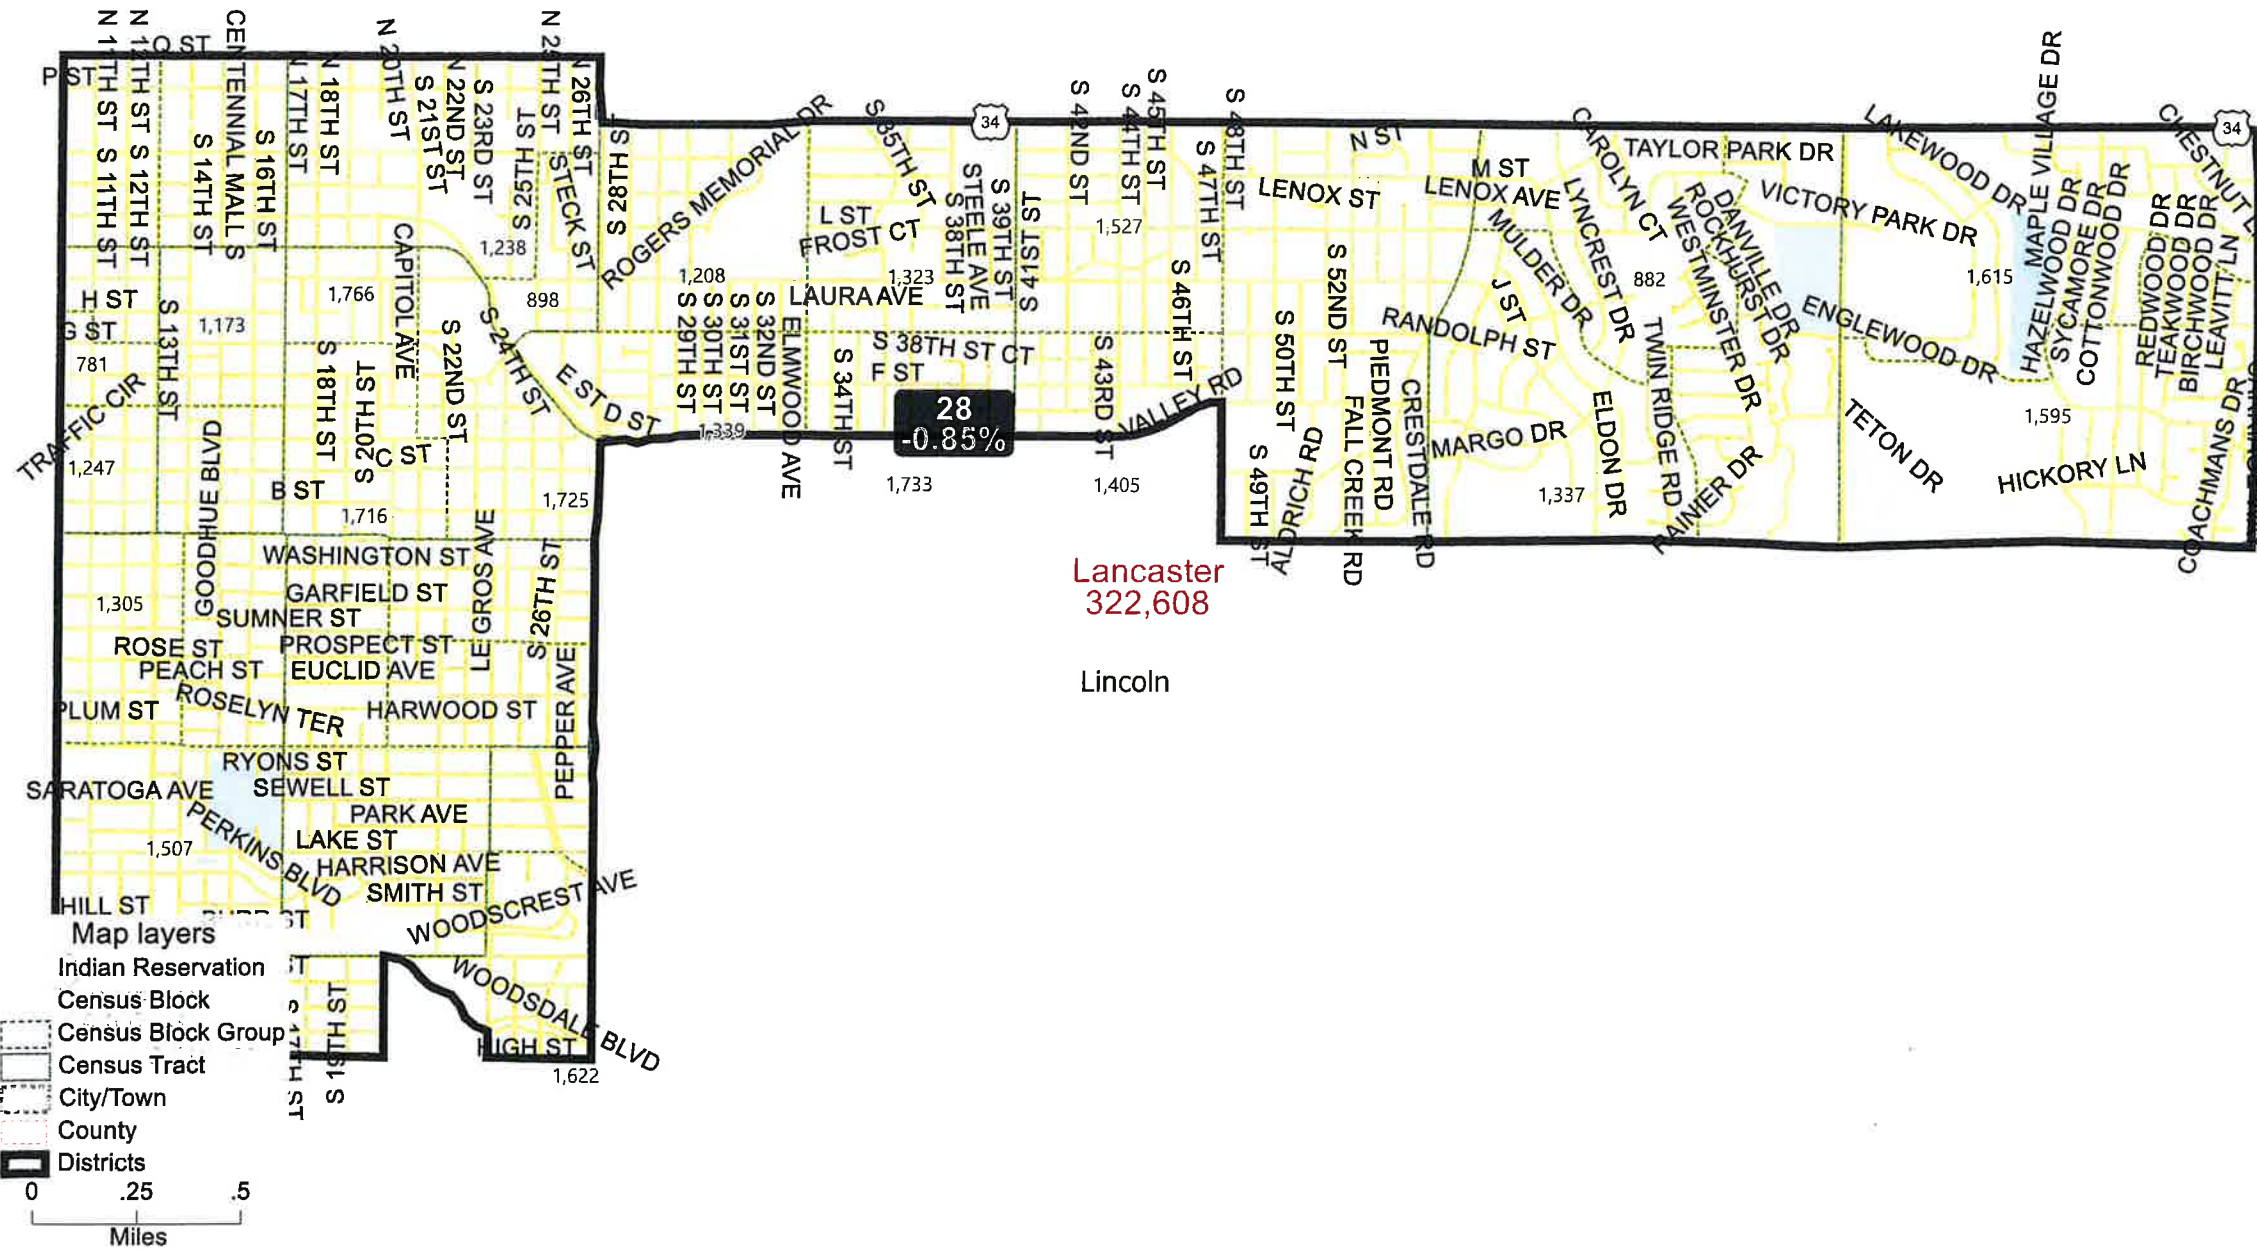 N 11TH ST
N 12TH ST
Q ST
CENTENNIAL MALL S
N 20TH ST
N 25TH ST
P ST
N 17TH ST
N 18TH ST
S 21ST ST
N 22ND ST
S 23RD ST
S 25TH ST
N 26TH ST
S 28TH ST
STECK ST
S 11TH ST
S 12TH ST
S 14TH ST
S 16TH ST
ROGERS MEMORIAL DR
S 35TH ST
34
S 42ND ST
S 44TH ST
S 45TH ST
S 48TH ST
S 47TH ST
N ST
CAROLYN CT
TAYLOR PARK DR
LAKEWOOD DR
MAPLE VILLAGE DR
34
M ST
LENOX ST
LENOX AVE
LYNCREST DR
VICTORY PARK DR
DANVILLE DR
ROCKHURST DR
WESTMINSTER DR
HAZELWOOD DR
SYCAMORE DR
COTTONWOOD DR
REDWOOD DR
TEAKWOOD DR
BIRCHWOOD DR
LEAVITT LN
STEELE AVE
S 38TH ST
S 39TH ST
S 41ST ST
L ST
FROST CT
1,527
1,238
1,208
1,323
882
1,615
MULDER DR
J ST
CAPITOL AVE
H ST
1,766
898
LAURA AVE
S 46TH ST
S 52ND ST
ENGLEWOOD DR
G ST
S 13TH ST
1,173
S 24TH ST
S 29TH ST
S 30TH ST
S 31ST ST
S 32ND ST
ELMWOOD AVE
S 34TH ST
S 38TH ST CT
F ST
S 43RD ST
S 50TH ST
RANDOLPH ST
TWIN RIDGE RD
781
S 18TH ST
S 20TH ST
S 22ND ST
E ST
D ST
28
-0.85%
VALLEY RD
PIEDMONT RD
FALL CREEK RD
CRESTDALE RD
ELDON DR
TETON DR
1,595
COACHMANS DR
TRAFFIC CIR
1,247
GOODHUE BLVD
C ST
1,339
MARGO DR
B ST
1,716
1,725
1,733
1,405
S 49TH ST
ALDRICH RD
1,337
RAINIER DR
HICKORY LN
WASHINGTON ST
LE GROS AVE
S 26TH ST
Lancaster
322,608
1,305
GARFIELD ST
SUMNER ST
ROSE ST
PROSPECT ST
PEACH ST
EUCLID AVE
PEPPER AVE
Lincoln
PLUM ST
ROSELYN TER
HARWOOD ST
RYONS ST
SARATOGA AVE
SEWELL ST
PARK AVE
PERKINS BLVD
LAKE ST
1,507
HARRISON AVE
SMITH ST
WOODSCREST AVE
HILL ST
WOODSDALE BLVD
S 19TH ST
HIGH ST
1,622
Map layers
Indian Reservation
Census Block
Census Block Group
Census Tract
City/Town
County
Districts
0 .25 .5
Miles